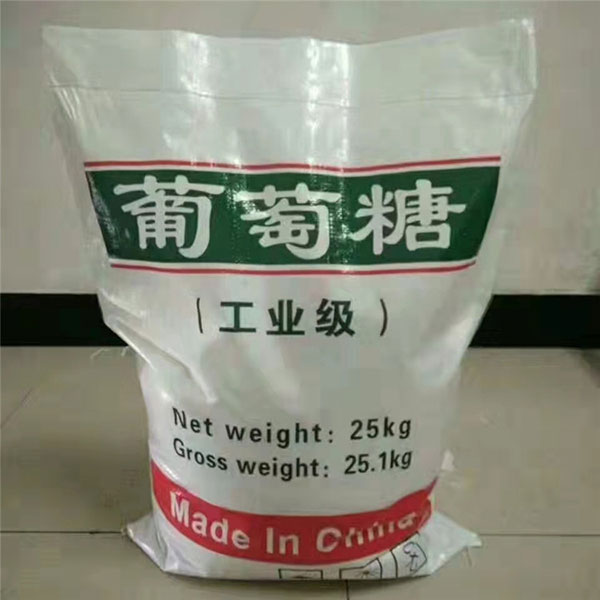 葡萄糖
（工业级）
Net weight: 25kg
Gross weight: 25.1kg
Made In China